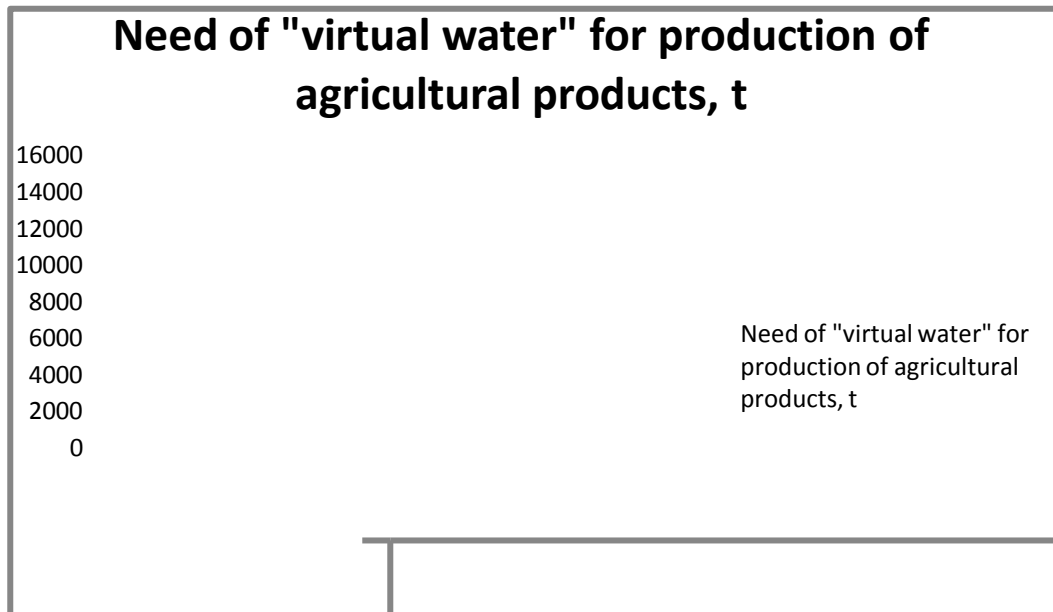 Need of "virtual water" for production of
agricultural products, t
16000
14000
12000
10000
8000
6000
4000
2000
0
Need of "virtual water" for
production of agricultural
products, t